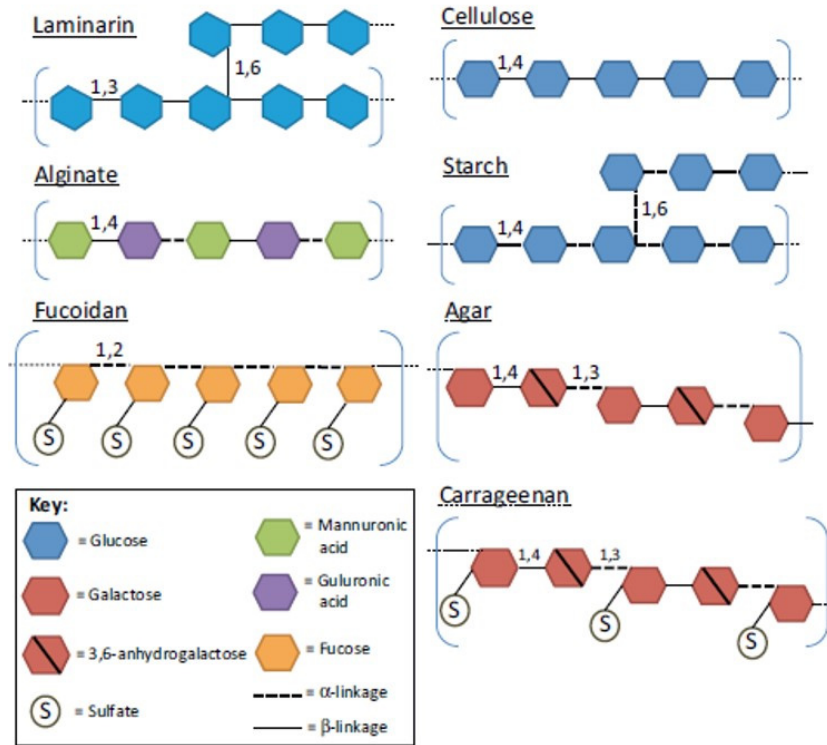 Laminarin
1,3
1,6
Cellulose
1,4
Alginate
1,4
Starch
1,4
1,6
Fucoidan
1,2
S S S S S
Agar
1,4 1,3
Carrageenan
1,4 1,3
S S S
Key:
= Glucose
= Galactose
= 3,6-anhydrogalactose
S = Sulfate
= Mannuronic
acid
= Guluronic
acid
= Fucose
= α-linkage
= β-linkage